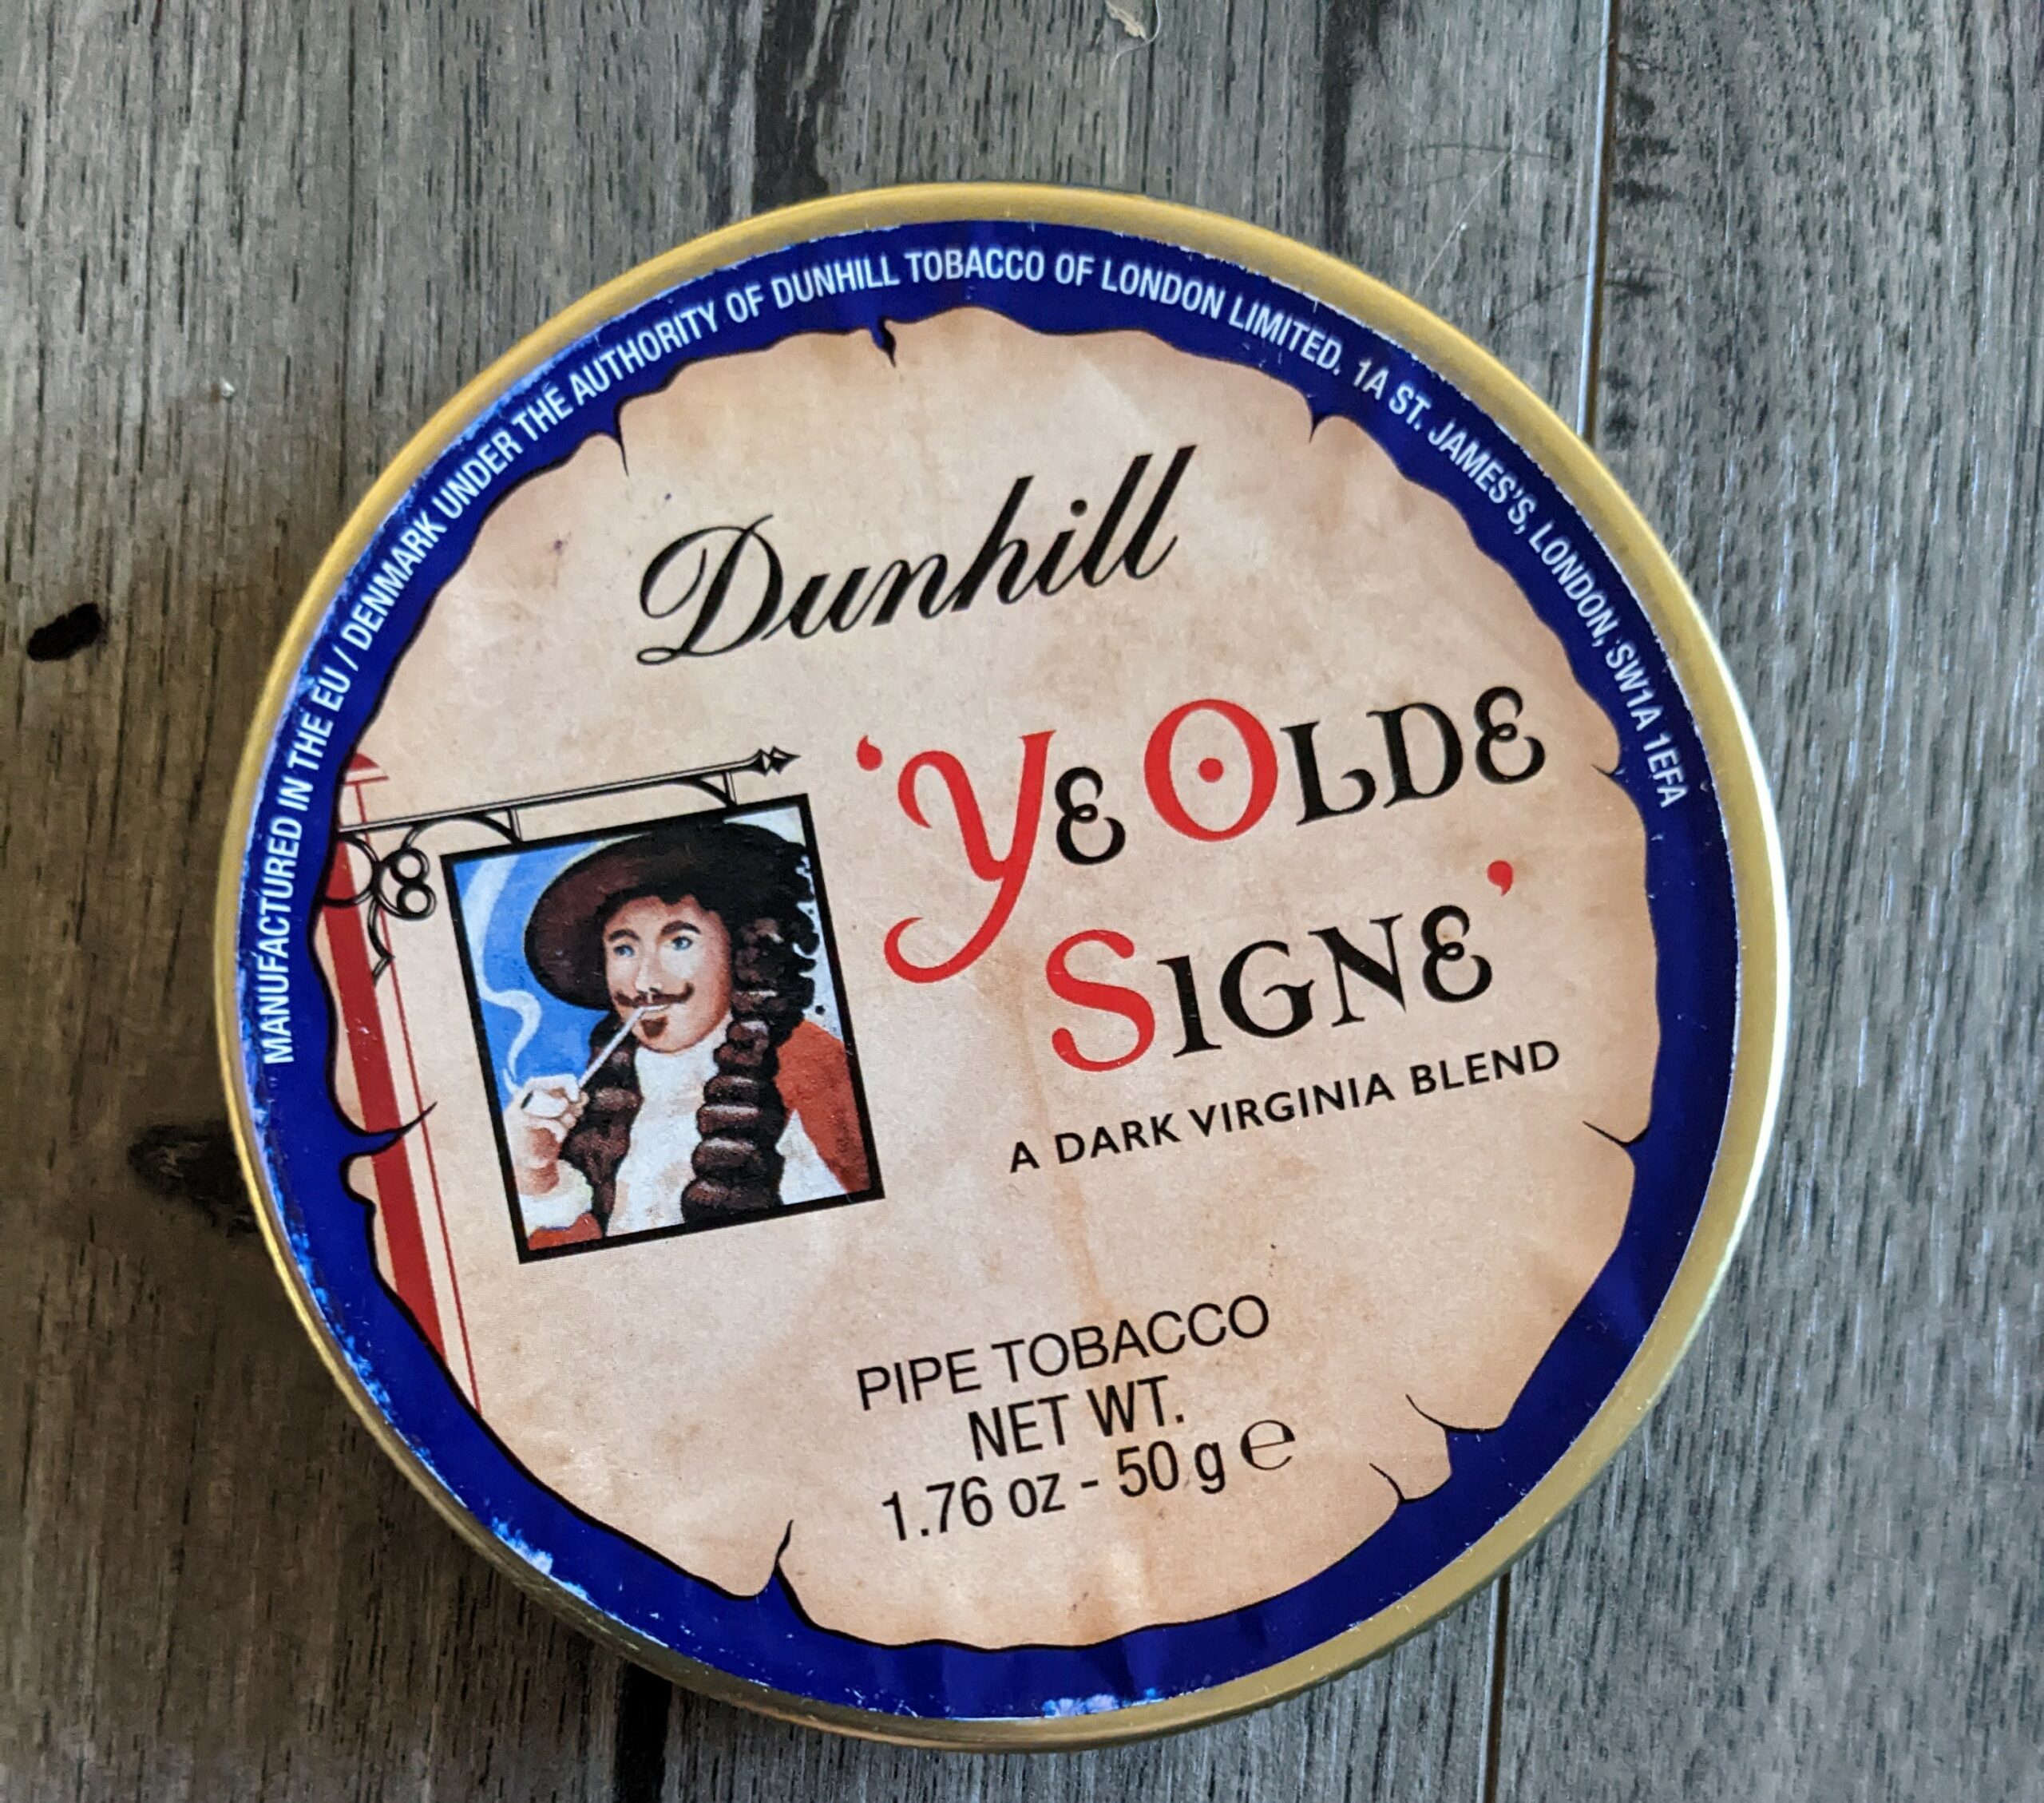 MANUFACTURED IN THE EU / DENMARK UNDER THE AUTHORITY OF DUNHILL TOBACCO OF LONDON LIMITED. 1A ST. JAMES'S, LONDON, SW1A 1EFA
Dunhill
'YE OLDE
SIGNE'
A DARK VIRGINIA BLEND
PIPE TOBACCO
NET WT.
1.76 oz - 50 g ℮